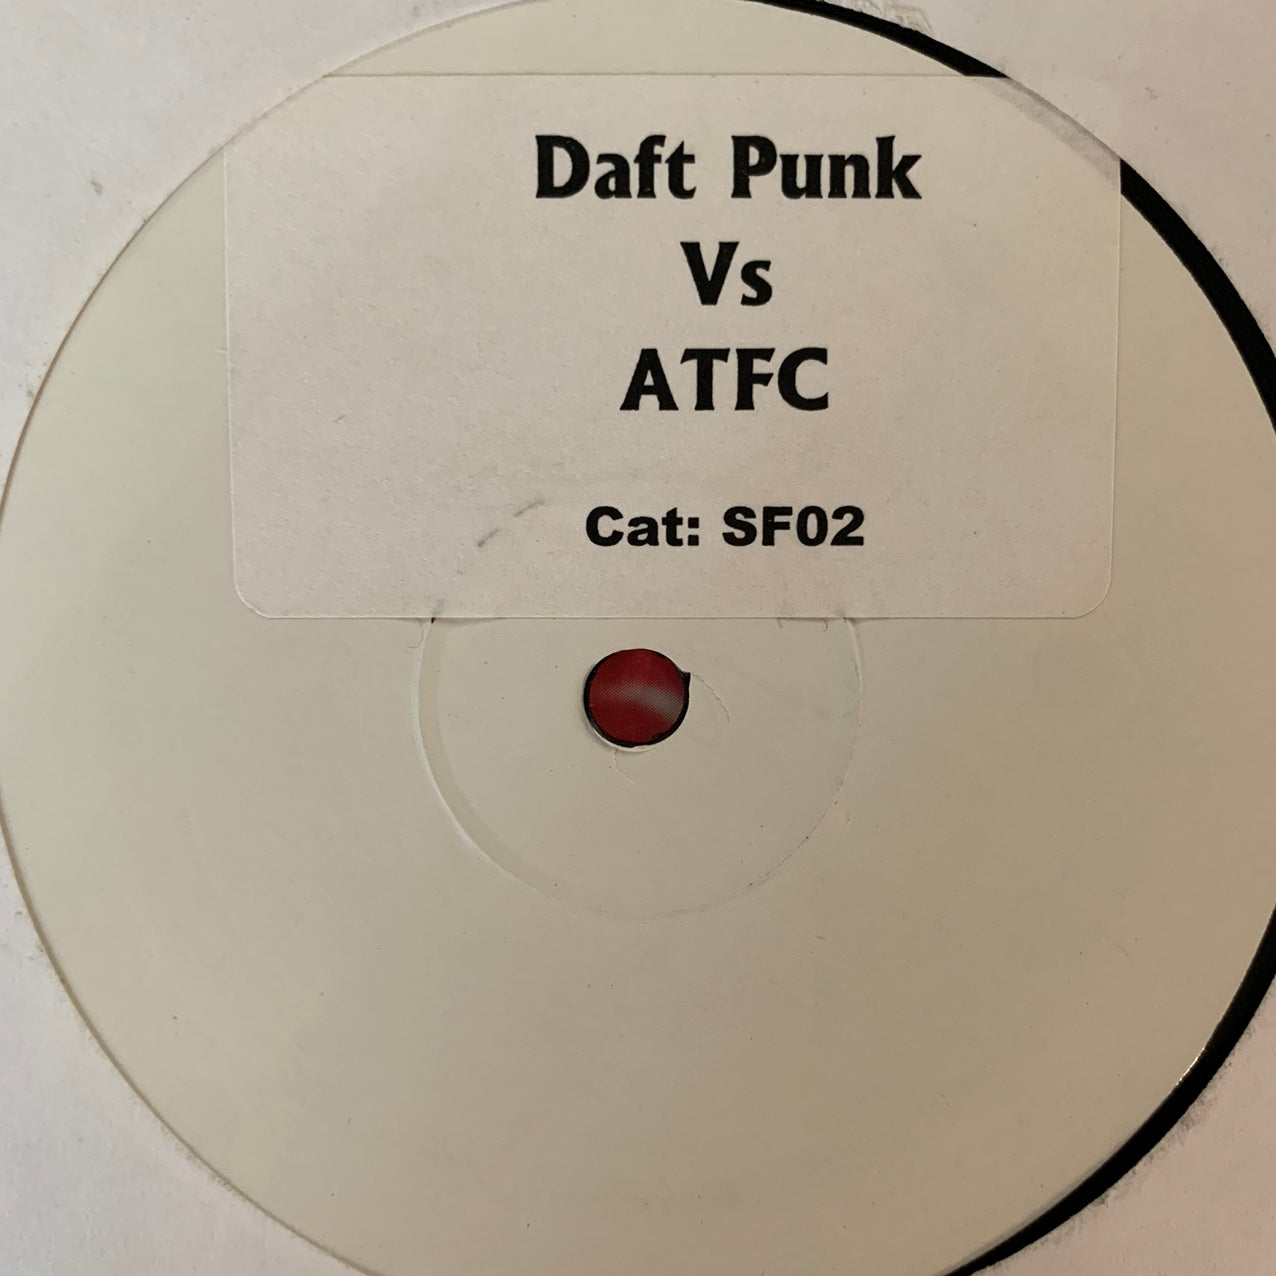 Daft Punk
Vs
ATFC
Cat: SF02